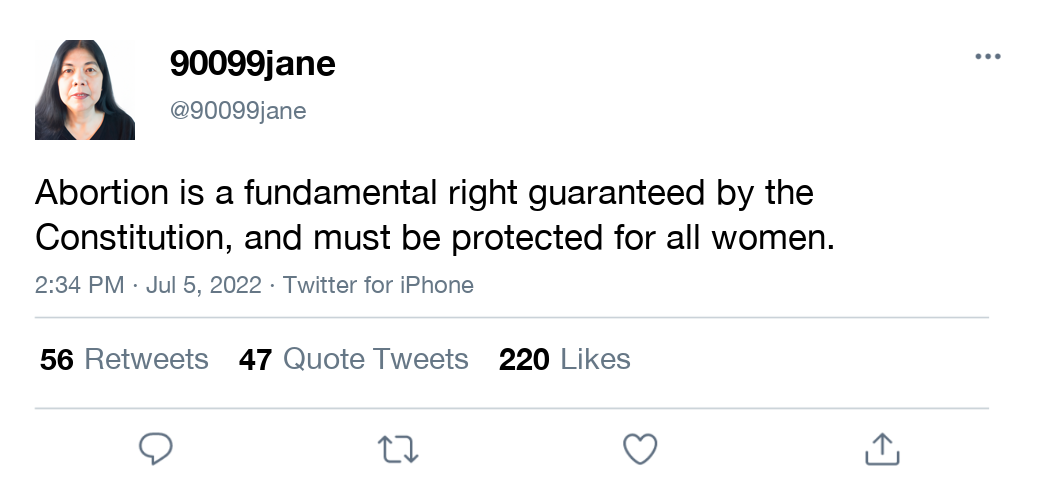 90099jane
@90099jane
Abortion is a fundamental right guaranteed by the
Constitution, and must be protected for all women.
2:34 PM · Jul 5, 2022 · Twitter for iPhone
56 Retweets 47 Quote Tweets 220 Likes